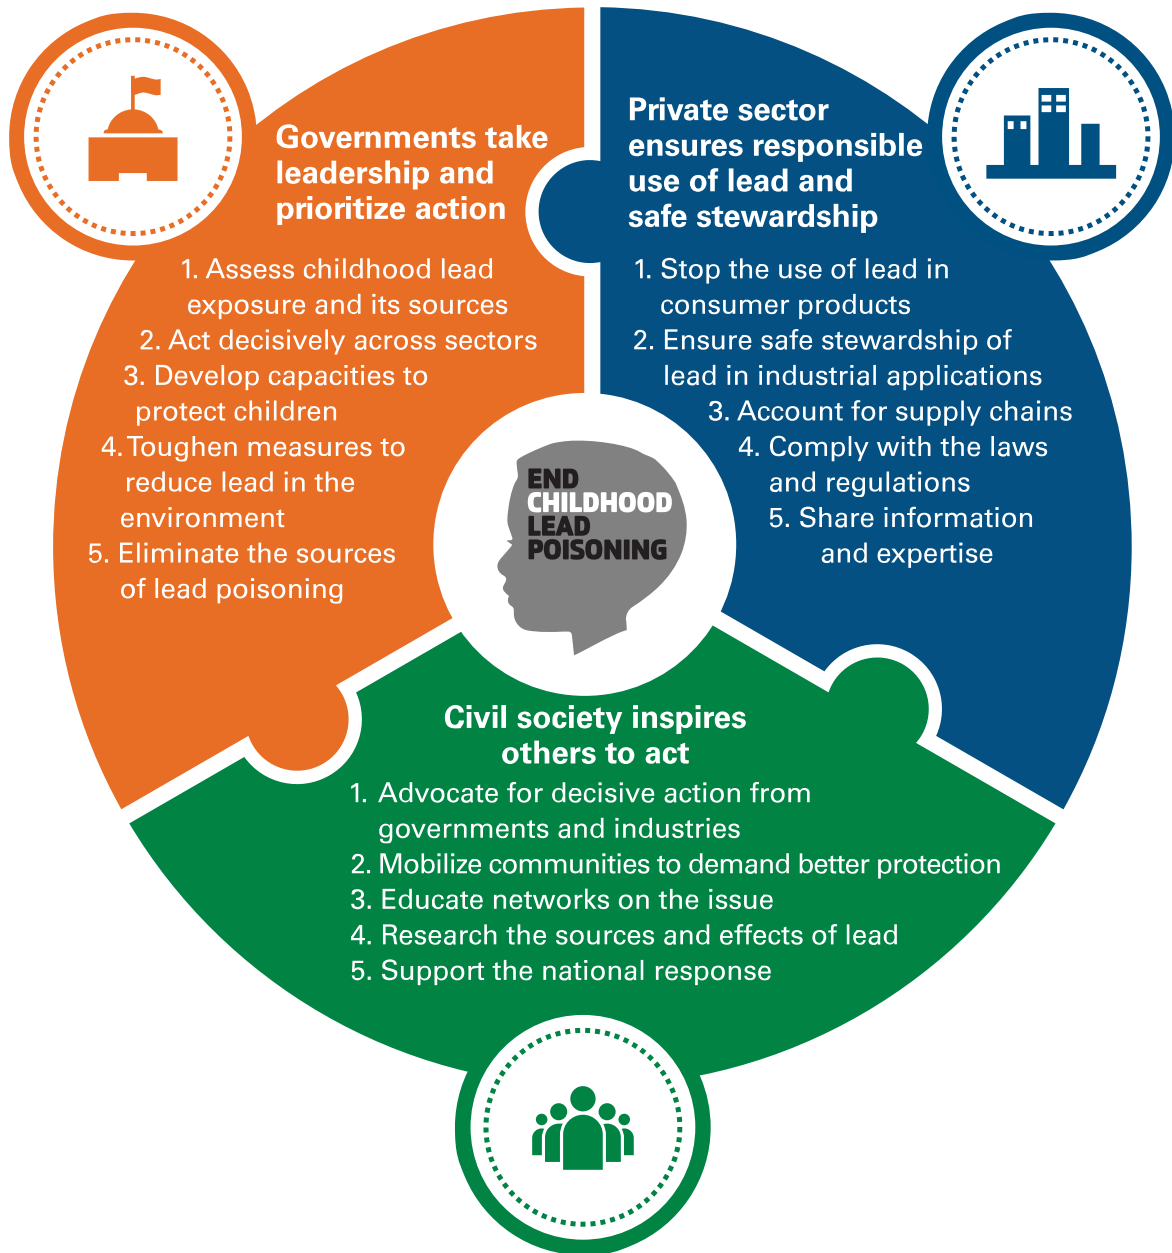 Governments take
leadership and
prioritize action
1. Assess childhood lead
exposure and its sources
2. Act decisively across sectors
3. Develop capacities to
protect children
4. Toughen measures to
reduce lead in the
environment
5. Eliminate the sources
of lead poisoning
Private sector
ensures responsible
use of lead and
safe stewardship
1. Stop the use of lead in
consumer products
2. Ensure safe stewardship of
lead in industrial applications
3. Account for supply chains
4. Comply with the laws
and regulations
5. Share information
and expertise
END
CHILDHOOD
LEAD
POISONING
Civil society inspires
others to act
1. Advocate for decisive action from
governments and industries
2. Mobilize communities to demand better protection
3. Educate networks on the issue
4. Research the sources and effects of lead
5. Support the national response